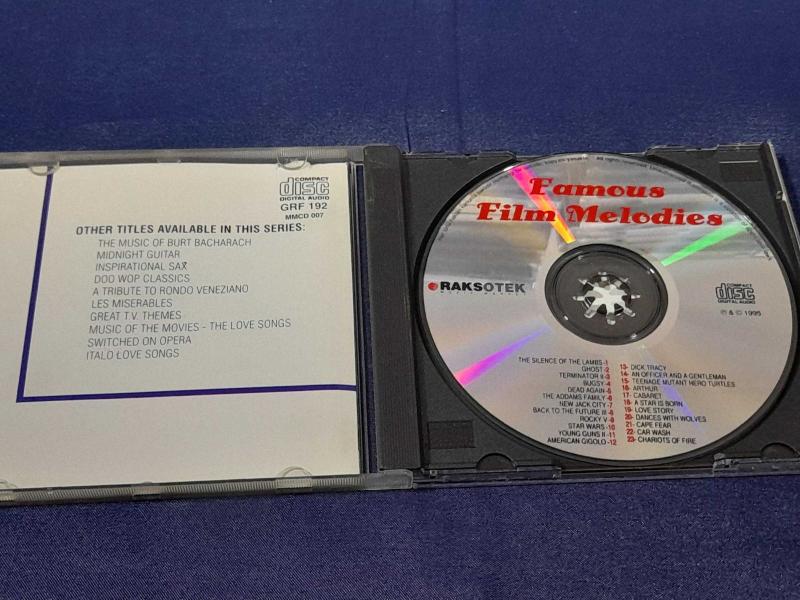 COMPACT
disc
DIGITAL AUDIO
GRF 192
MMCD 007
OTHER TITLES AVAILABLE IN THIS SERIES:
THE MUSIC OF BURT BACHARACH
MIDNIGHT GUITAR
INSPIRATIONAL SAX
DOO WOP CLASSICS
A TRIBUTE TO RONDO VENEZIANO
LES MISERABLES
GREAT T.V. THEMES
MUSIC OF THE MOVIES - THE LOVE SONGS
SWITCHED ON OPERA
ITALO LOVE SONGS
Famous
Film Melodies
RAKSOTEK
COMPACT
disc
DIGITAL AUDIO
℗ & © 1995
THE SILENCE OF THE LAMBS-1
GHOST-2
TERMINATOR II-3
BUGSY-4
DEAD AGAIN-5
THE ADDAMS FAMILY-6
NEW JACK CITY-7
BACK TO THE FUTURE III-8
ROCKY V-9
STAR WARS-10
YOUNG GUNS II-11
AMERICAN GIGOLO-12
13- DICK TRACY
14- AN OFFICER AND A GENTLEMAN
15- TEENAGE MUTANT HERO TURTLES
16- ARTHUR
17- CABARET
18- A STAR IS BORN
19- LOVE STORY
20- DANCES WITH WOLVES
21- CAPE FEAR
22- CAR WASH
23- CHARIOTS OF FIRE